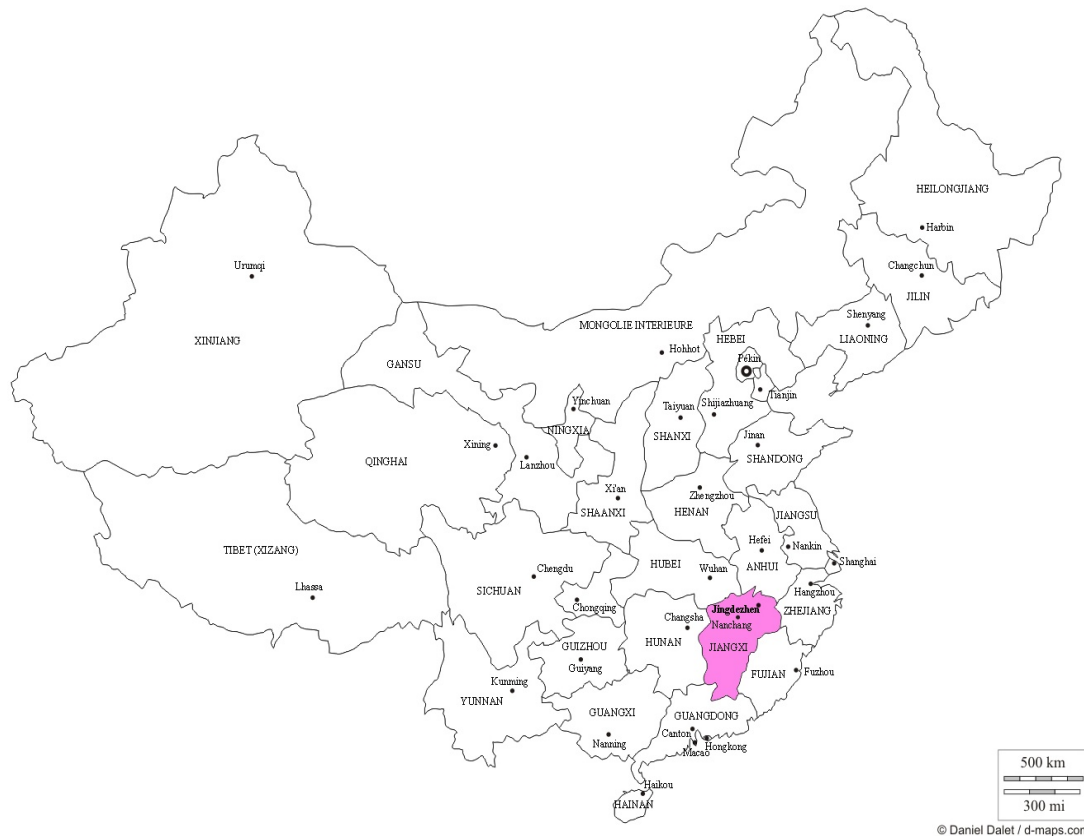 HEILONGJIANG
Harbin
Urumqi
Changchun
JILIN
Shenyang
MONGOLIE INTERIEURE
LIAONING
XINJIANG
HEBEI
Hohhot
Pékin
GANSU
Tianjin
Yinchuan
Taiyuan
Shijiazhuang
NINGXIA
SHANXI
Jinan
Xining
QINGHAI
Lanzhou
SHANDONG
Xi'an
Zhengzhou
SHAANXI
HENAN
JIANGSU
Hefei
Nankin
TIBET (XIZANG)
HUBEI
Wuhan
ANHUI
Shanghai
Chengdu
SICHUAN
Lhassa
Hangzhou
Chongqing
Jingdezhen
ZHEJIANG
Changsha
Nanchang
GUIZHOU
HUNAN
JIANGXI
Guiyang
FUJIAN
Fuzhou
Kunming
YUNNAN
GUANGXI
GUANGDONG
Canton
Nanning
Hongkong
Macao
Haikou
HAINAN
500 km
300 mi
© Daniel Dalet / d-maps.com